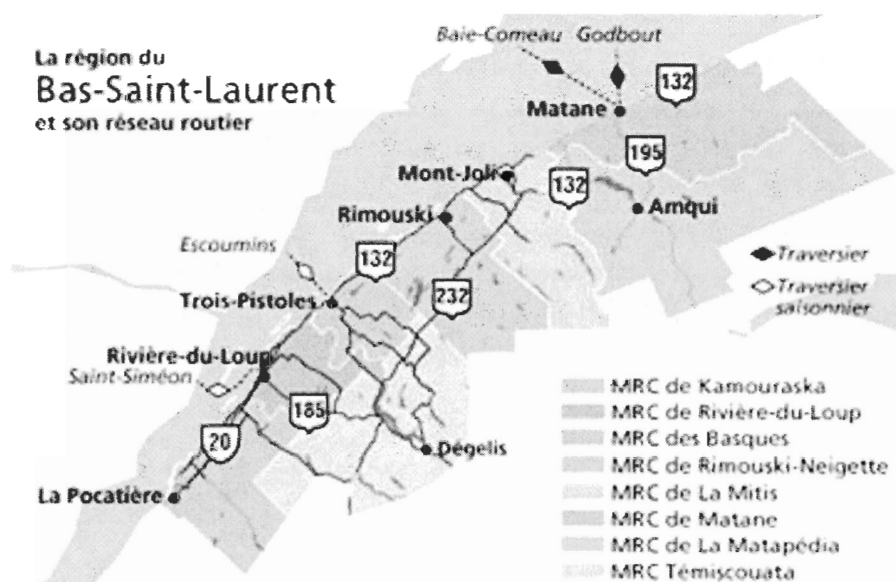 La région du
Bas-Saint-Laurent
et son réseau routier
Baie-Comeau
Godbout
132
Matane
195
Mont-Joli
132
Rimouski
Amqui
Escoumins
132
Traversier
Trois-Pistoles
232
Traversier
saisonnier
Rivière-du-Loup
Saint-Siméon
185
20
Dégelis
La Pocatière
MRC de Kamouraska
MRC de Rivière-du-Loup
MRC des Basques
MRC de Rimouski-Neigette
MRC de La Mitis
MRC de Matane
MRC de La Matapédia
MRC Témiscouata